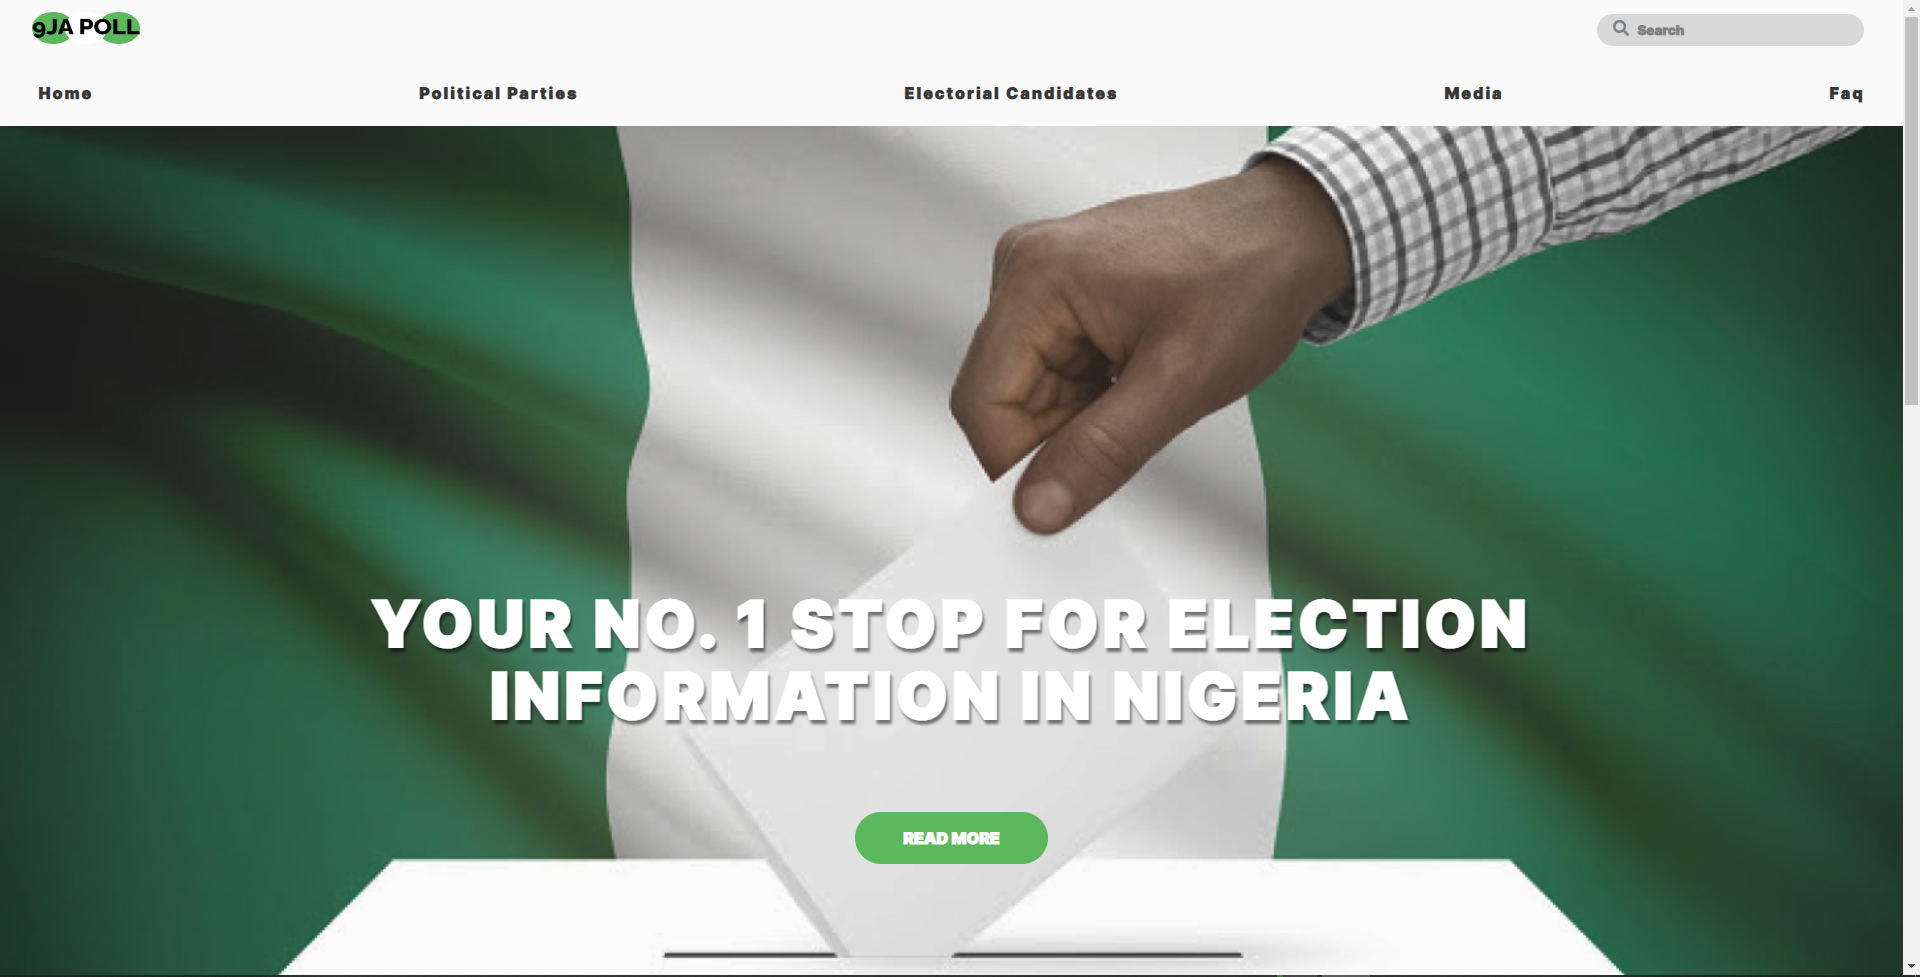 9JA POLL
Search
Home
Political Parties
Electorial Candidates
Media
Faq
YOUR NO. 1 STOP FOR ELECTION
INFORMATION IN NIGERIA
READ MORE